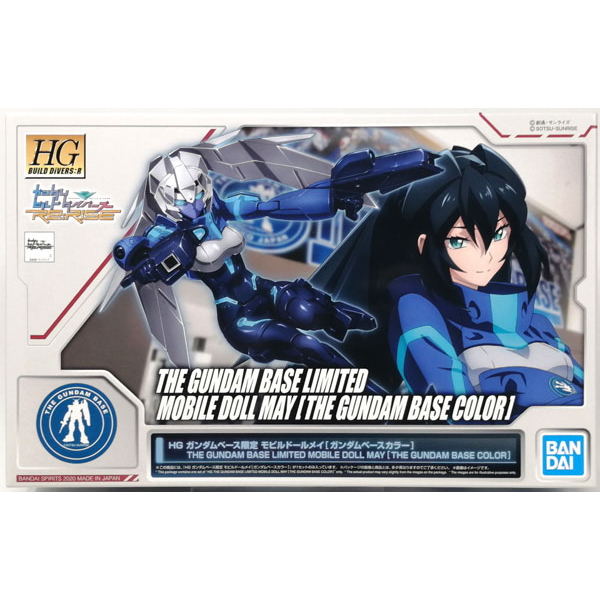 HG
BUILD DIVERS:R
Re:RISE
©創通・サンライズ
©SOTSU・SUNRISE
JAPAN
THE GUNDAM BASE LIMITED
MOBILE DOLL MAY [THE GUNDAM BASE COLOR]
THE GUNDAM BASE
HG ガンダムベース限定 モビルドールメイ [ガンダムベースカラー]
THE GUNDAM BASE LIMITED MOBILE DOLL MAY [THE GUNDAM BASE COLOR]
BAN
DAI
BANDAI SPIRITS 2020 MADE IN JAPAN